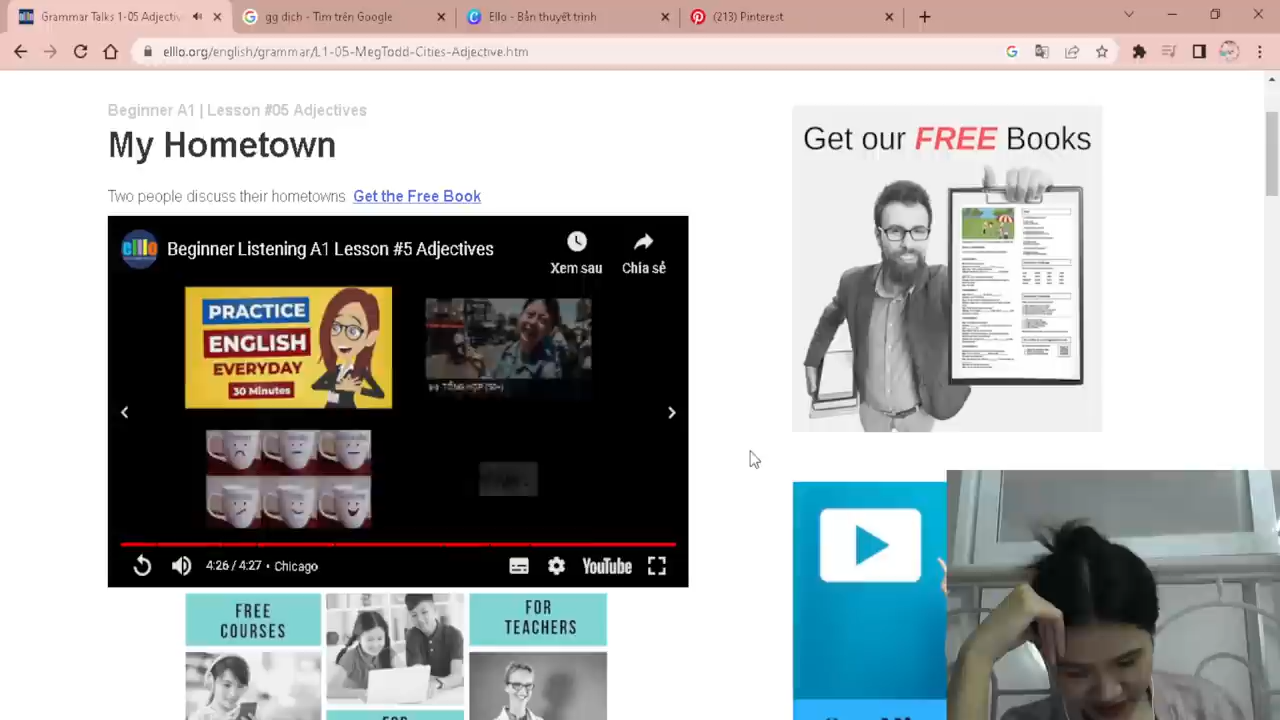 Grammar Talks 1-05 Adjectiv
gg dịch - Tìm trên Google
Ello - Bản thuyết trình
(213) Pinterest
elllo.org/english/grammar/L1-05-MegTodd-Cities-Adjective.htm
Beginner A1 | Lesson #05 Adjectives
My Hometown
Two people discuss their hometowns. Get the Free Book
Get our FREE Books
elllo
Beginner Listening A1 Lesson #5 Adjectives
Xem sau
Chia sẻ
PRACTICE
ENGLISH
EVERYDAY
30 Minutes
4:26 / 4:27 • Chicago
YouTube
FREE
COURSES
FOR
TEACHERS
FOR